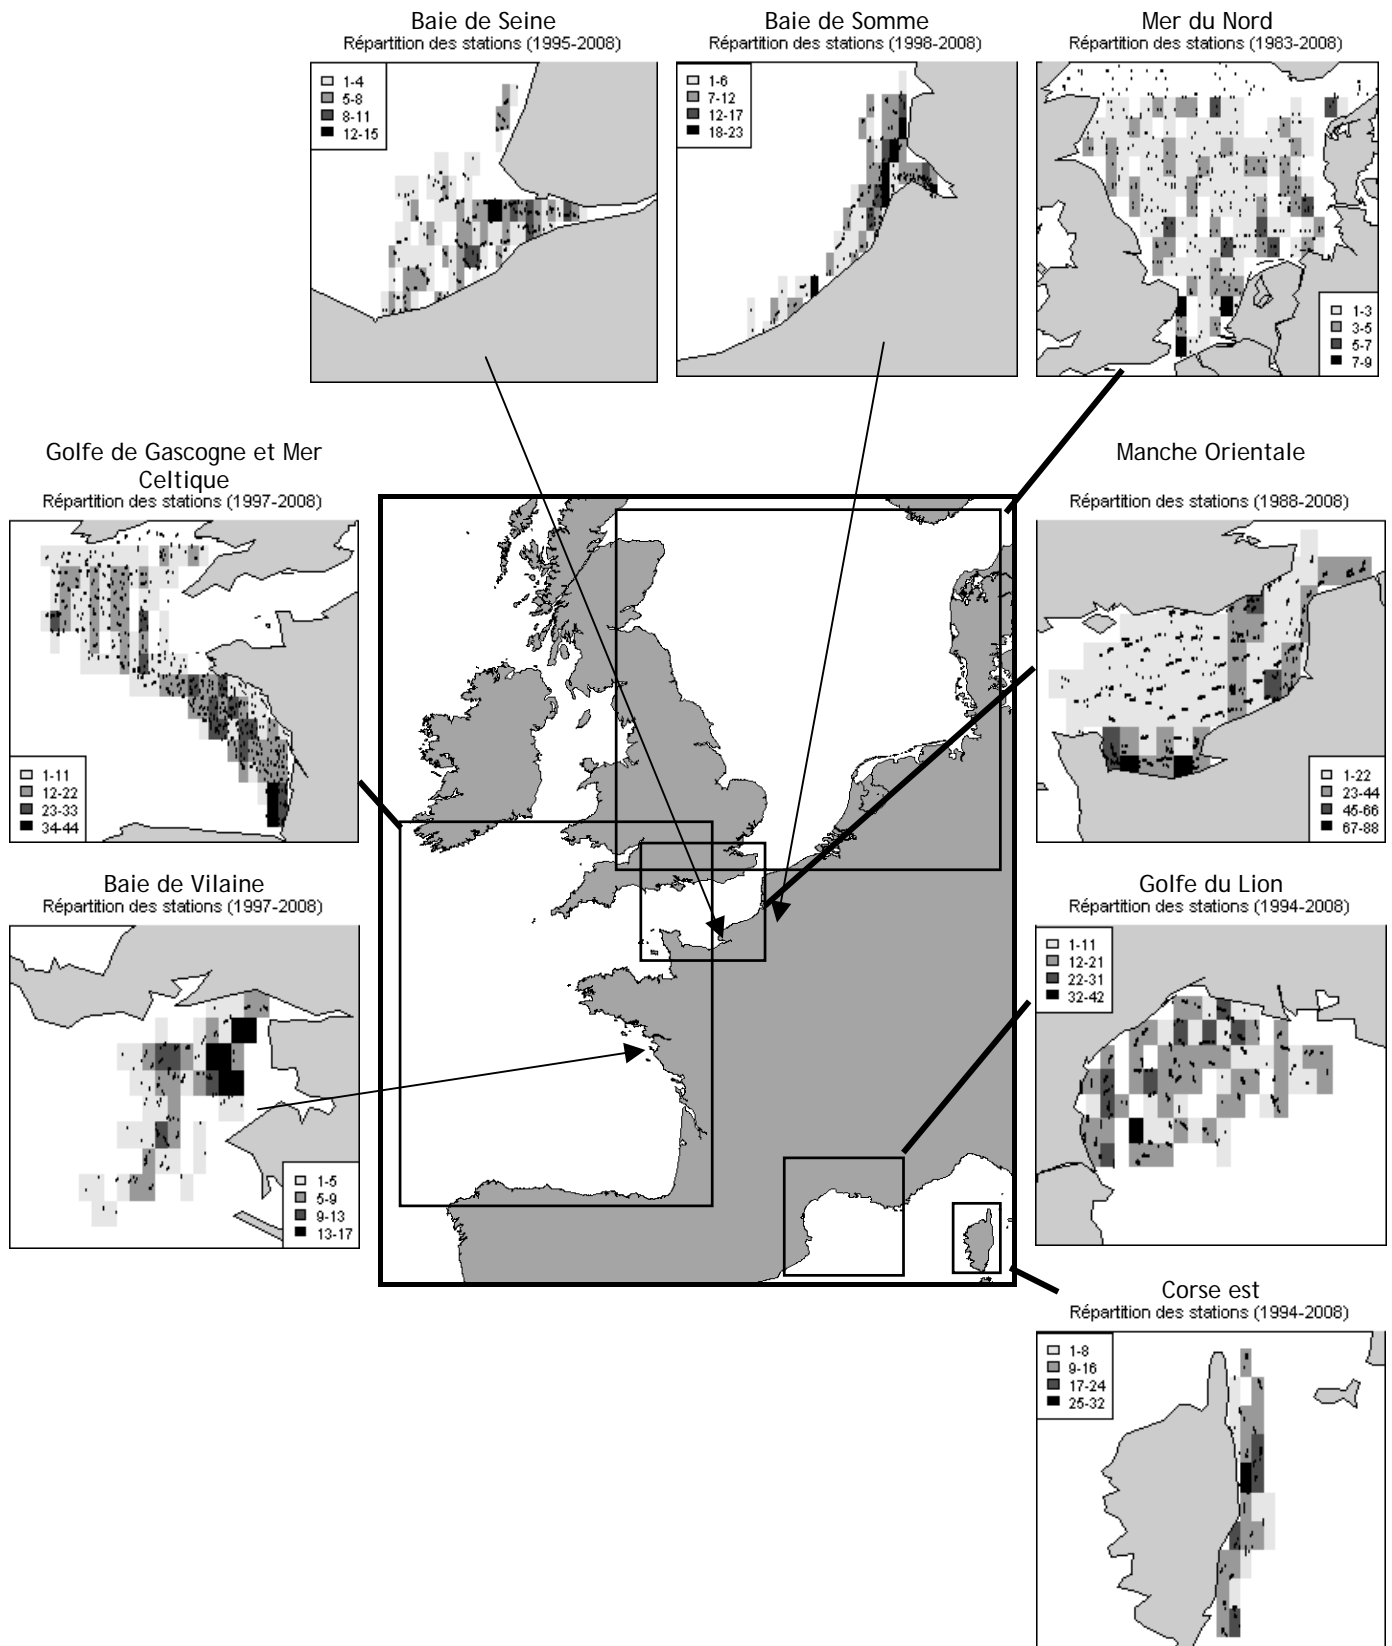 Baie de Seine
Répartition des stations (1995-2008)
1-4
5-8
8-11
12-15
Baie de Somme
Répartition des stations (1998-2008)
1-6
7-12
12-17
18-23
Mer du Nord
Répartition des stations (1983-2008)
1-3
3-5
5-7
7-9
Golfe de Gascogne et Mer
Celtique
Répartition des stations (1997-2008)
1-11
12-22
23-33
34-44
Manche Orientale
Répartition des stations (1988-2008)
1-22
23-44
45-66
67-88
Baie de Vilaine
Répartition des stations (1997-2008)
1-5
5-9
9-13
13-17
Golfe du Lion
Répartition des stations (1994-2008)
1-11
12-21
22-31
32-42
Corse est
Répartition des stations (1994-2008)
1-8
9-16
17-24
25-32